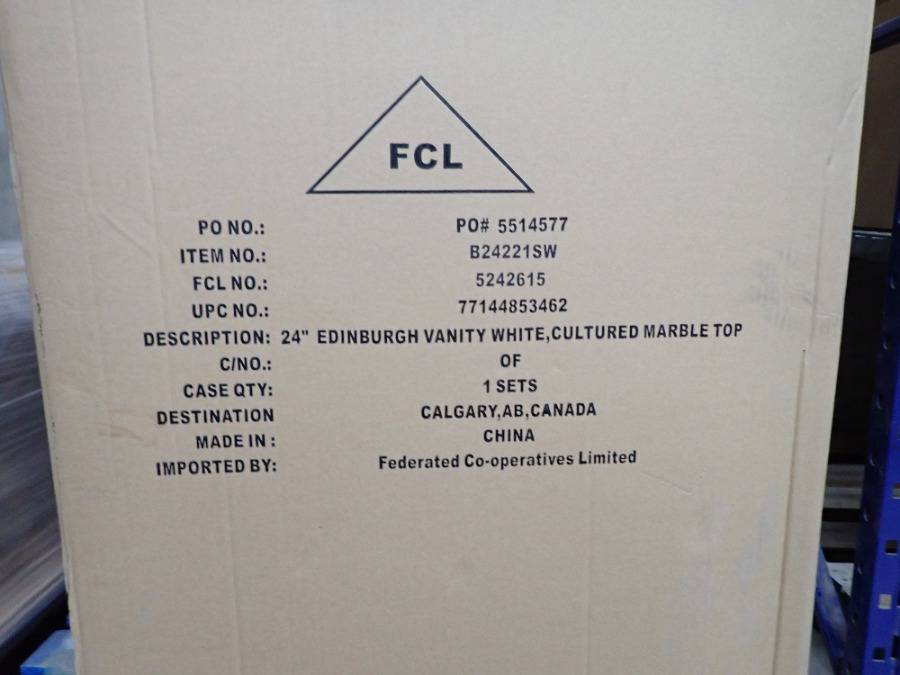 FCL
PO NO.: PO# 5514577
ITEM NO.: B24221SW
FCL NO.: 5242615
UPC NO.: 77144853462
DESCRIPTION: 24" EDINBURGH VANITY WHITE,CULTURED MARBLE TOP
C/NO.: OF
CASE QTY: 1 SETS
DESTINATION CALGARY,AB,CANADA
MADE IN : CHINA
IMPORTED BY: Federated Co-operatives Limited